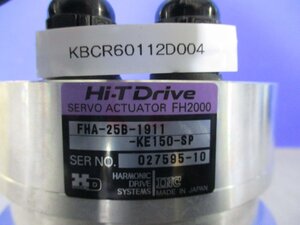 KBCR60112D004
Hi-T Drive
SERVO ACTUATOR FH2000
FHA-25B-1911
-KE150-SP
SER NO. 027595-10
HD HARMONIC DRIVE
SYSTEMS
MADE IN JAPAN